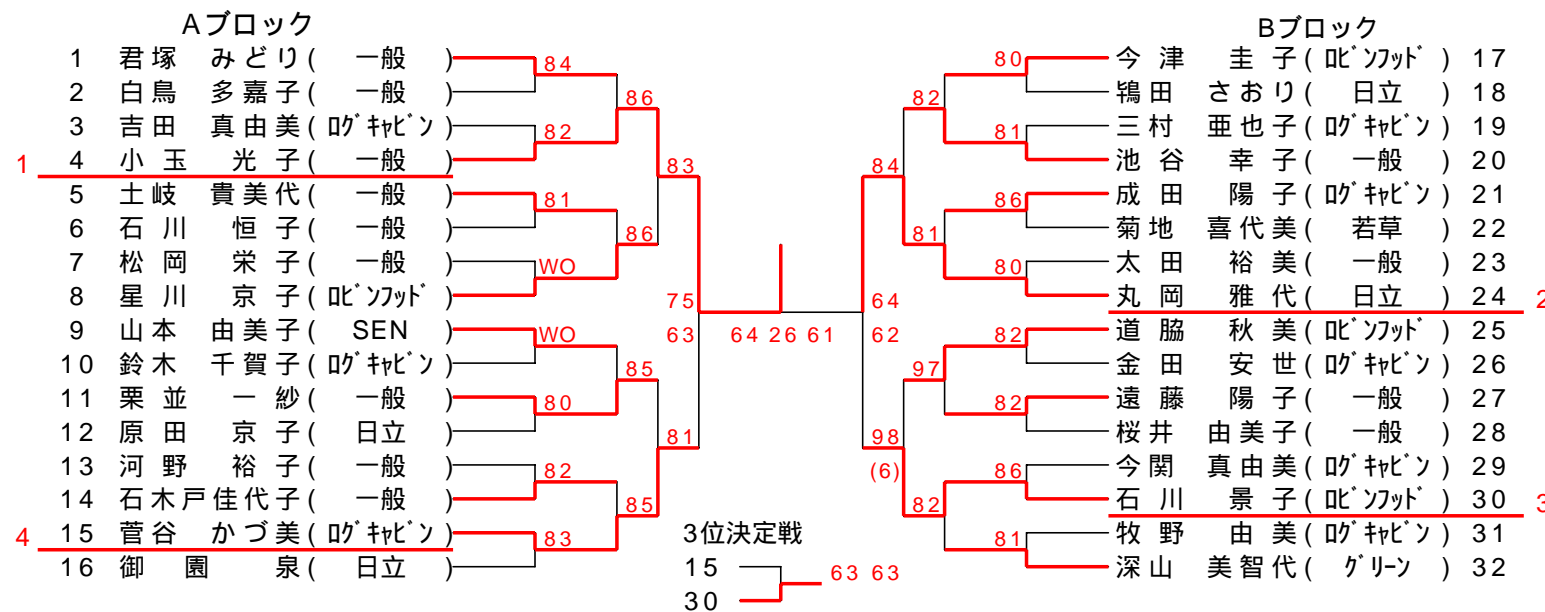 Aブロック
Bブロック
1 君塚 みどり( 一般 ) 84 80 今津 圭子( ﾛﾋﾞﾝﾌｯﾄﾞ ) 17
2 白鳥 多嘉子( 一般 ) 86 82 鴇田 さおり( 日立 ) 18
3 吉田 真由美( ﾛｸﾞｷｬﾋﾞﾝ ) 82 81 三村 亜也子( ﾛｸﾞｷｬﾋﾞﾝ ) 19
1 4 小玉 光子( 一般 ) 83 84 池谷 幸子( 一般 ) 20
5 土岐 貴美代( 一般 ) 81 86 成田 陽子( ﾛｸﾞｷｬﾋﾞﾝ ) 21
6 石川 恒子( 一般 ) 86 81 菊地 喜代美( 若草 ) 22
7 松岡 栄子( 一般 ) WO 80 太田 裕美( 一般 ) 23
8 星川 京子( ﾛﾋﾞﾝﾌｯﾄﾞ ) 75 64 丸岡 雅代( 日立 ) 24 2
9 山本 由美子( SEN ) WO 63 64 26 61 62 82 道脇 秋美( ﾛﾋﾞﾝﾌｯﾄﾞ ) 25
10 鈴木 千賀子( ﾛｸﾞｷｬﾋﾞﾝ ) 85 97 金田 安世( ﾛｸﾞｷｬﾋﾞﾝ ) 26
11 栗並 一紗( 一般 ) 80 82 遠藤 陽子( 一般 ) 27
12 原田 京子( 日立 ) 81 98 桜井 由美子( 一般 ) 28
13 河野 裕子( 一般 ) 82 (6) 86 今関 真由美( ﾛｸﾞｷｬﾋﾞﾝ ) 29
14 石木戸佳代子( 一般 ) 85 82 石川 景子( ﾛﾋﾞﾝﾌｯﾄﾞ ) 30 3
4 15 菅谷 かづ美( ﾛｸﾞｷｬﾋﾞﾝ ) 83 3位決定戦 81 牧野 由美( ﾛｸﾞｷｬﾋﾞﾝ ) 31
16 御園 泉( 日立 ) 15 63 63 深山 美智代( ｸﾞﾘｰﾝ ) 32
30